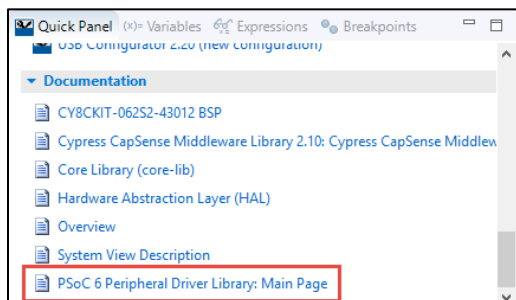 Quick Panel (x)= Variables Expressions Breakpoints
USB Configurator 2.20 (new configuration)
Documentation
CY8CKIT-062S2-43012 BSP
Cypress CapSense Middleware Library 2.10: Cypress CapSense Middlew
Core Library (core-lib)
Hardware Abstraction Layer (HAL)
Overview
System View Description
PSoC 6 Peripheral Driver Library: Main Page